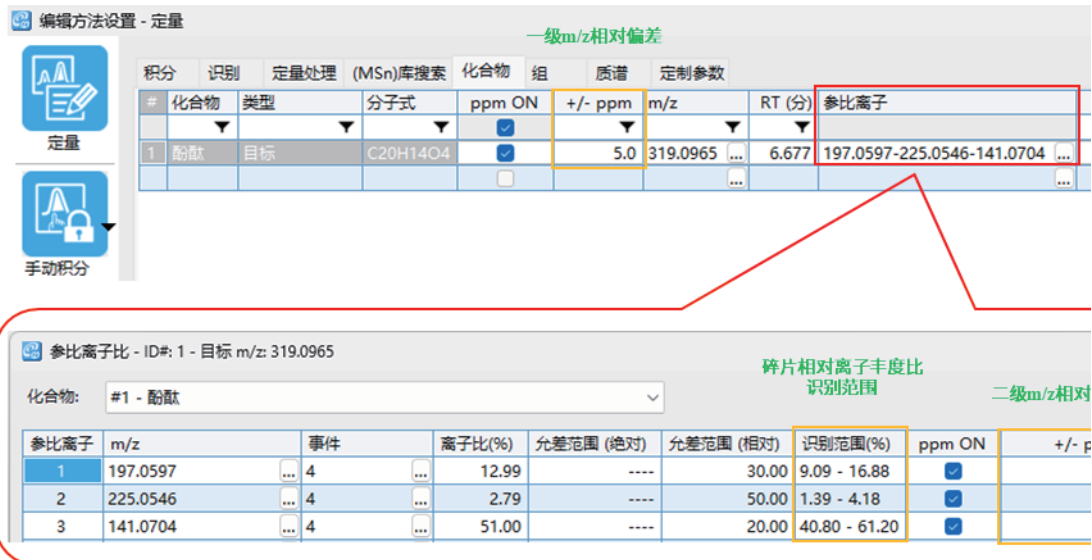 编辑方法设置 - 定量
一级m/z相对偏差
定量
手动积分
积分 识别 定量处理 (MSn)库搜索 化合物 组 质谱 定制参数
# 化合物 类型 分子式 ppm ON +/- ppm m/z RT (分) 参比离子
1 酚酞 目标 C20H14O4 5.0 319.0965 ... 6.677 197.0597-225.0546-141.0704 ...
... ...
参比离子比 - ID#: 1 - 目标 m/z: 319.0965
碎片相对离子丰度比
识别范围
二级m/z相对
化合物: #1 - 酚酞
参比离子 m/z 事件 离子比(%) 允差范围 (绝对) 允差范围 (相对) 识别范围(%) ppm ON +/- p
1 197.0597 ... 4 ... 12.99 ---- 30.00 9.09 - 16.88
2 225.0546 ... 4 ... 2.79 ---- 50.00 1.39 - 4.18
3 141.0704 ... 4 ... 51.00 ---- 20.00 40.80 - 61.20